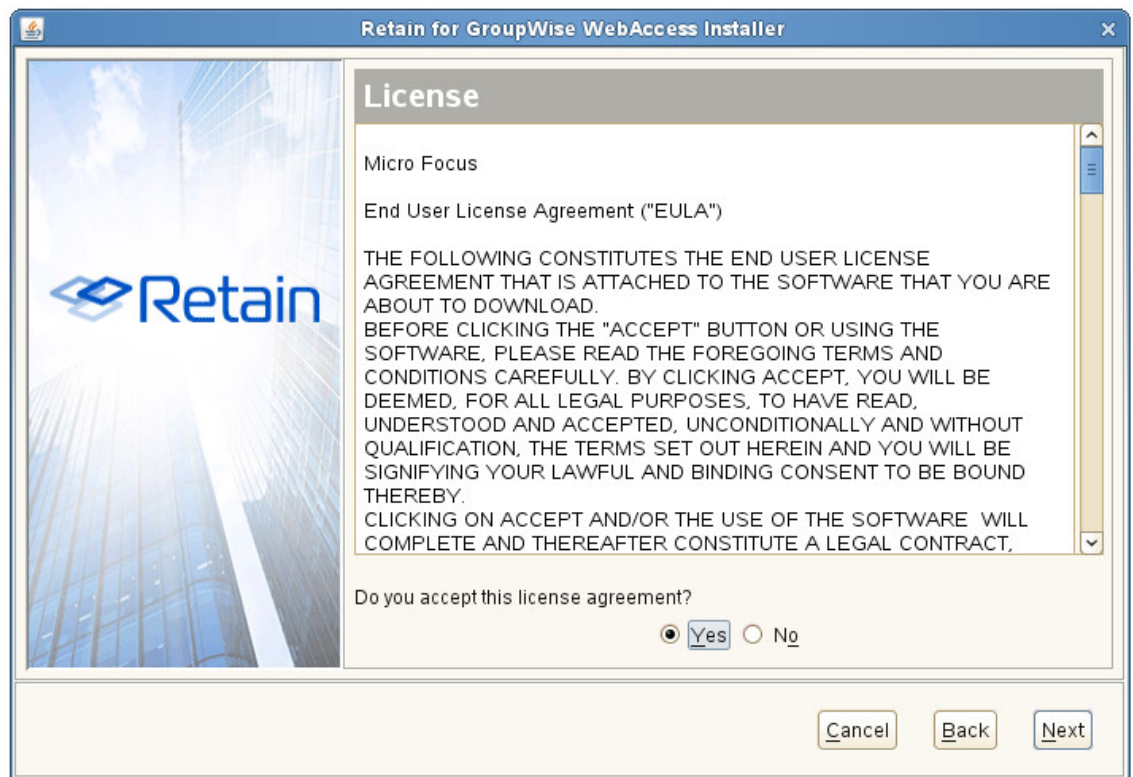 Retain for GroupWise WebAccess Installer
Retain
License
Micro Focus
End User License Agreement ("EULA")
THE FOLLOWING CONSTITUTES THE END USER LICENSE
AGREEMENT THAT IS ATTACHED TO THE SOFTWARE THAT YOU ARE
ABOUT TO DOWNLOAD.
BEFORE CLICKING THE "ACCEPT" BUTTON OR USING THE
SOFTWARE, PLEASE READ THE FOREGOING TERMS AND
CONDITIONS CAREFULLY. BY CLICKING ACCEPT, YOU WILL BE
DEEMED, FOR ALL LEGAL PURPOSES, TO HAVE READ,
UNDERSTOOD AND ACCEPTED, UNCONDITIONALLY AND WITHOUT
QUALIFICATION, THE TERMS SET OUT HEREIN AND YOU WILL BE
SIGNIFYING YOUR LAWFUL AND BINDING CONSENT TO BE BOUND
THEREBY.
CLICKING ON ACCEPT AND/OR THE USE OF THE SOFTWARE  WILL
COMPLETE AND THEREAFTER CONSTITUTE A LEGAL CONTRACT,
Do you accept this license agreement?
Yes No
Cancel Back Next